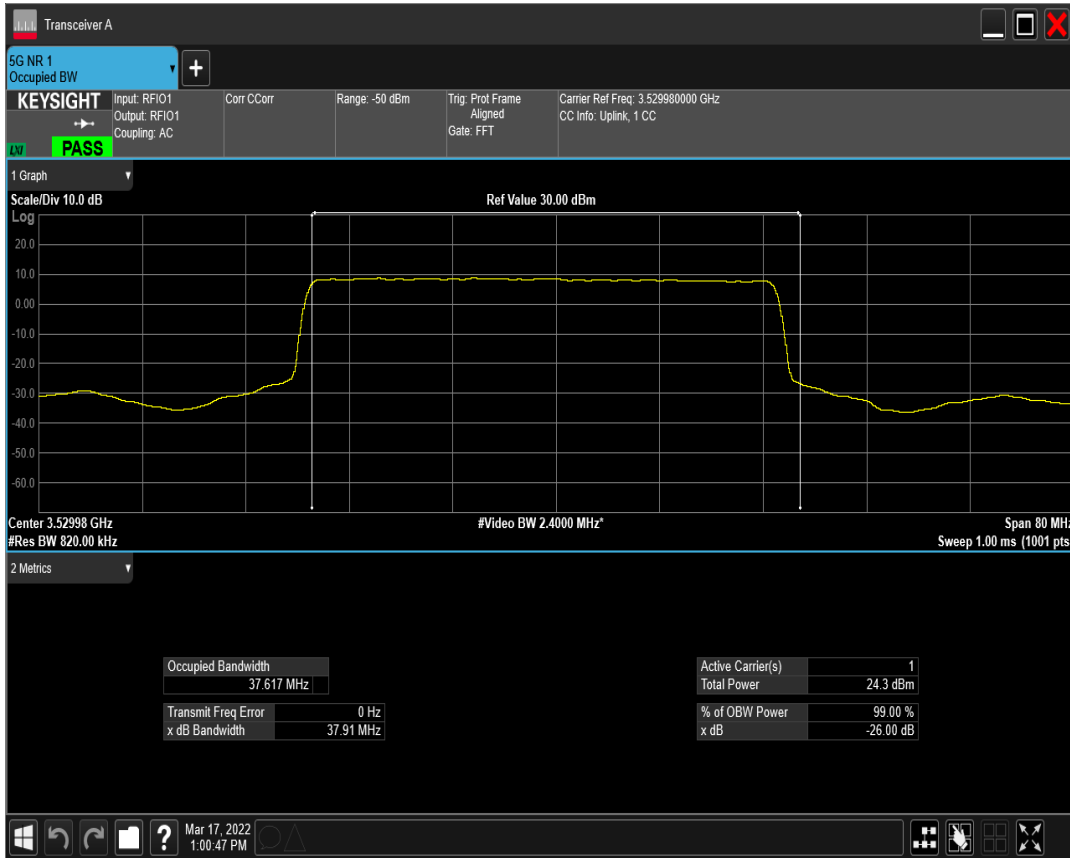 Transceiver A
5G NR 1
Occupied BW
KEYSIGHT
Input: RFIO1
Output: RFIO1
Coupling: AC
Corr CCorr
Range: -50 dBm
Trig: Prot Frame
Aligned
Gate: FFT
Carrier Ref Freq: 3.529980000 GHz
CC Info: Uplink, 1 CC
LXI
PASS
1 Graph
Scale/Div 10.0 dB
Ref Value 30.00 dBm
Log
20.0
10.0
0.00
-10.0
-20.0
-30.0
-40.0
-50.0
-60.0
Center 3.52998 GHz
#Video BW 2.4000 MHz*
Span 80 MHz
#Res BW 820.00 kHz
Sweep 1.00 ms (1001 pts
2 Metrics
Occupied Bandwidth
37.617 MHz
Transmit Freq Error 0 Hz
x dB Bandwidth 37.91 MHz
Active Carrier(s) 1
Total Power 24.3 dBm
% of OBW Power 99.00 %
x dB -26.00 dB
?
Mar 17, 2022
1:00:47 PM